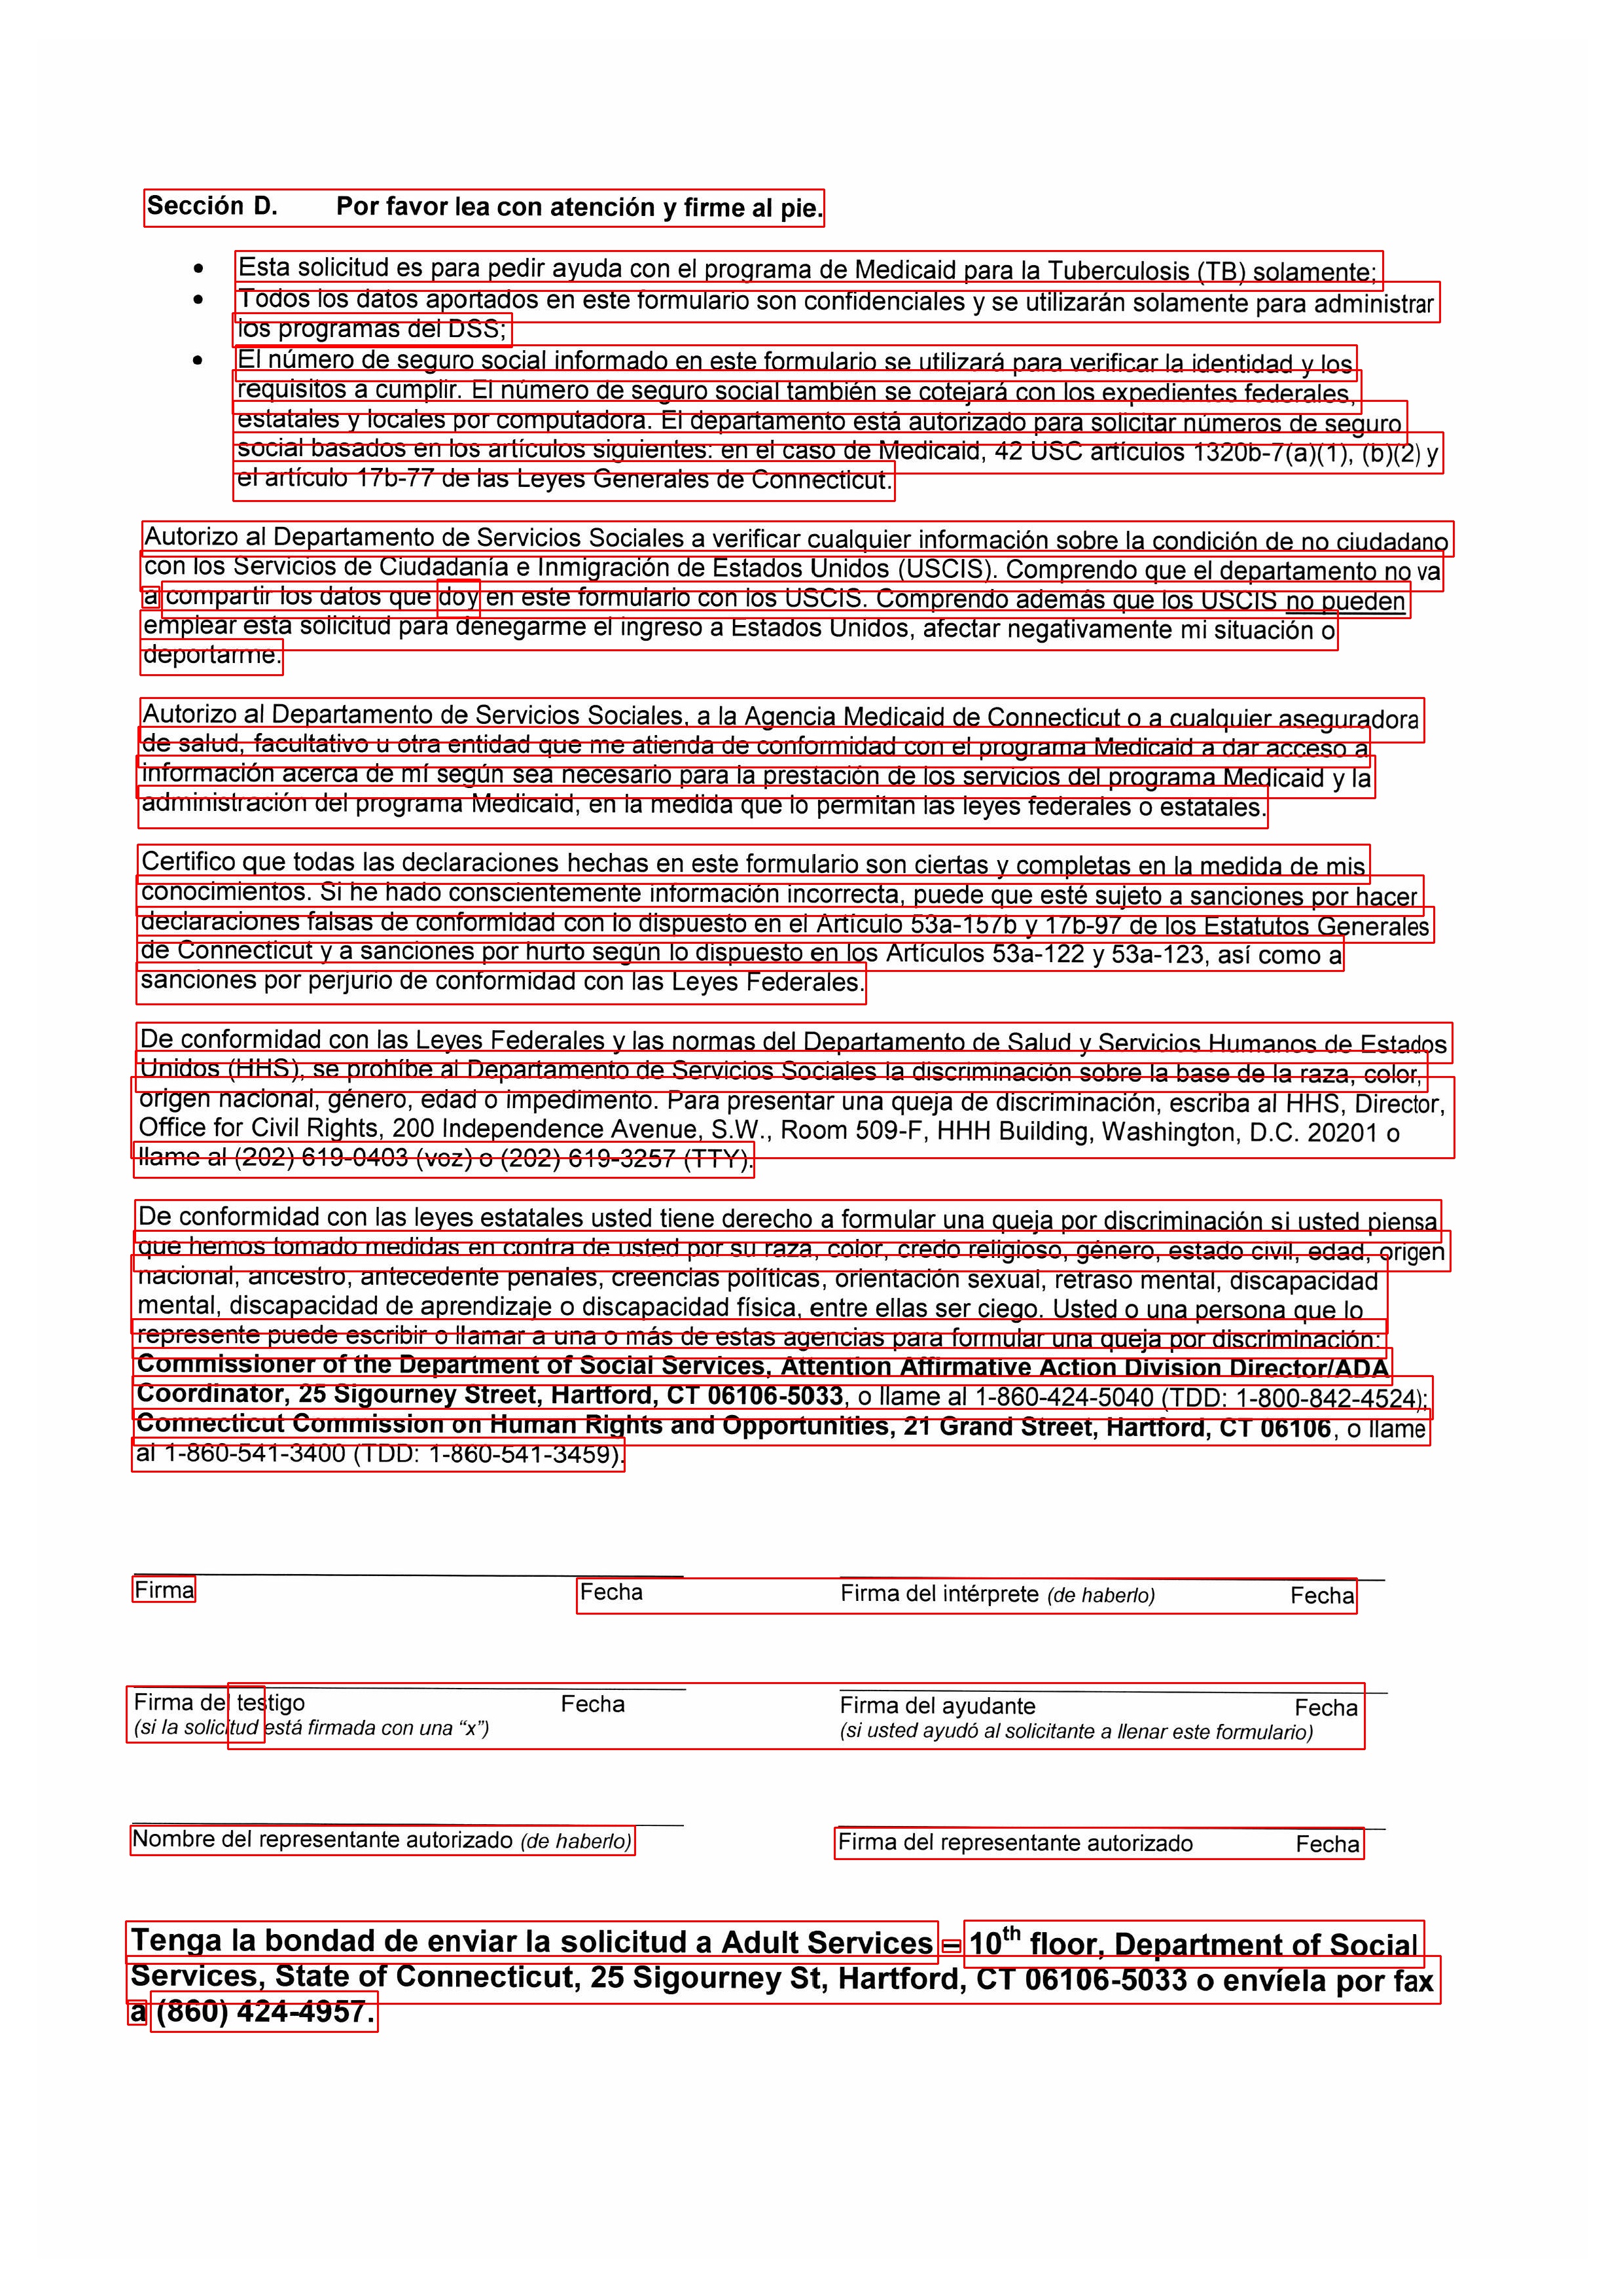 Sección D. Por favor lea con atención y firme al pie.
• Esta solicitud es para pedir ayuda con el programa de Medicaid para la Tuberculosis (TB) solamente;
• Todos los datos aportados en este formulario son confidenciales y se utilizarán solamente para administrar
los programas del DSS;
• El número de seguro social informado en este formulario se utilizará para verificar la identidad y los
requisitos a cumplir. El número de seguro social también se cotejará con los expedientes federales,
estatales y locales por computadora. El departamento está autorizado para solicitar números de seguro
social basados en los artículos siguientes: en el caso de Medicaid, 42 USC artículos 1320b-7(a)(1), (b)(2) y
el artículo 17b-77 de las Leyes Generales de Connecticut.
Autorizo al Departamento de Servicios Sociales a verificar cualquier información sobre la condición de no ciudadano
con los Servicios de Ciudadanía e Inmigración de Estados Unidos (USCIS). Comprendo que el departamento no va
a compartir los datos que doy en este formulario con los USCIS. Comprendo además que los USCIS no pueden
emplear esta solicitud para denegarme el ingreso a Estados Unidos, afectar negativamente mi situación o
deportarme.
Autorizo al Departamento de Servicios Sociales, a la Agencia Medicaid de Connecticut o a cualquier aseguradora
de salud, facultativo u otra entidad que me atienda de conformidad con el programa Medicaid a dar acceso a
información acerca de mí según sea necesario para la prestación de los servicios del programa Medicaid y la
administración del programa Medicaid, en la medida que lo permitan las leyes federales o estatales.
Certifico que todas las declaraciones hechas en este formulario son ciertas y completas en la medida de mis
conocimientos. Si he hado conscientemente información incorrecta, puede que esté sujeto a sanciones por hacer
declaraciones falsas de conformidad con lo dispuesto en el Artículo 53a-157b y 17b-97 de los Estatutos Generales
de Connecticut y a sanciones por hurto según lo dispuesto en los Artículos 53a-122 y 53a-123, así como a
sanciones por perjurio de conformidad con las Leyes Federales.
De conformidad con las Leyes Federales y las normas del Departamento de Salud y Servicios Humanos de Estados
Unidos (HHS), se prohíbe al Departamento de Servicios Sociales la discriminación sobre la base de la raza, color,
origen nacional, género, edad o impedimento. Para presentar una queja de discriminación, escriba al HHS, Director,
Office for Civil Rights, 200 Independence Avenue, S.W., Room 509-F, HHH Building, Washington, D.C. 20201 o
llame al (202) 619-0403 (voz) o (202) 619-3257 (TTY).
De conformidad con las leyes estatales usted tiene derecho a formular una queja por discriminación si usted piensa
que hemos tomado medidas en contra de usted por su raza, color, credo religioso, género, estado civil, edad, origen
nacional, ancestro, antecedente penales, creencias políticas, orientación sexual, retraso mental, discapacidad
mental, discapacidad de aprendizaje o discapacidad física, entre ellas ser ciego. Usted o una persona que lo
represente puede escribir o llamar a una o más de estas agencias para formular una queja por discriminación:
Commissioner of the Department of Social Services, Attention Affirmative Action Division Director/ADA
Coordinator, 25 Sigourney Street, Hartford, CT 06106-5033, o llame al 1-860-424-5040 (TDD: 1-800-842-4524);
Connecticut Commission on Human Rights and Opportunities, 21 Grand Street, Hartford, CT 06106, o llame
al 1-860-541-3400 (TDD: 1-860-541-3459).
Firma Fecha Firma del intérprete (de haberlo) Fecha
Firma del testigo Fecha Firma del ayudante Fecha
(si la solicitud está firmada con una “x”) (si usted ayudó al solicitante a llenar este formulario)
Nombre del representante autorizado (de haberlo) Firma del representante autorizado Fecha
Tenga la bondad de enviar la solicitud a Adult Services – 10th floor, Department of Social
Services, State of Connecticut, 25 Sigourney St, Hartford, CT 06106-5033 o envíela por fax
a (860) 424-4957.